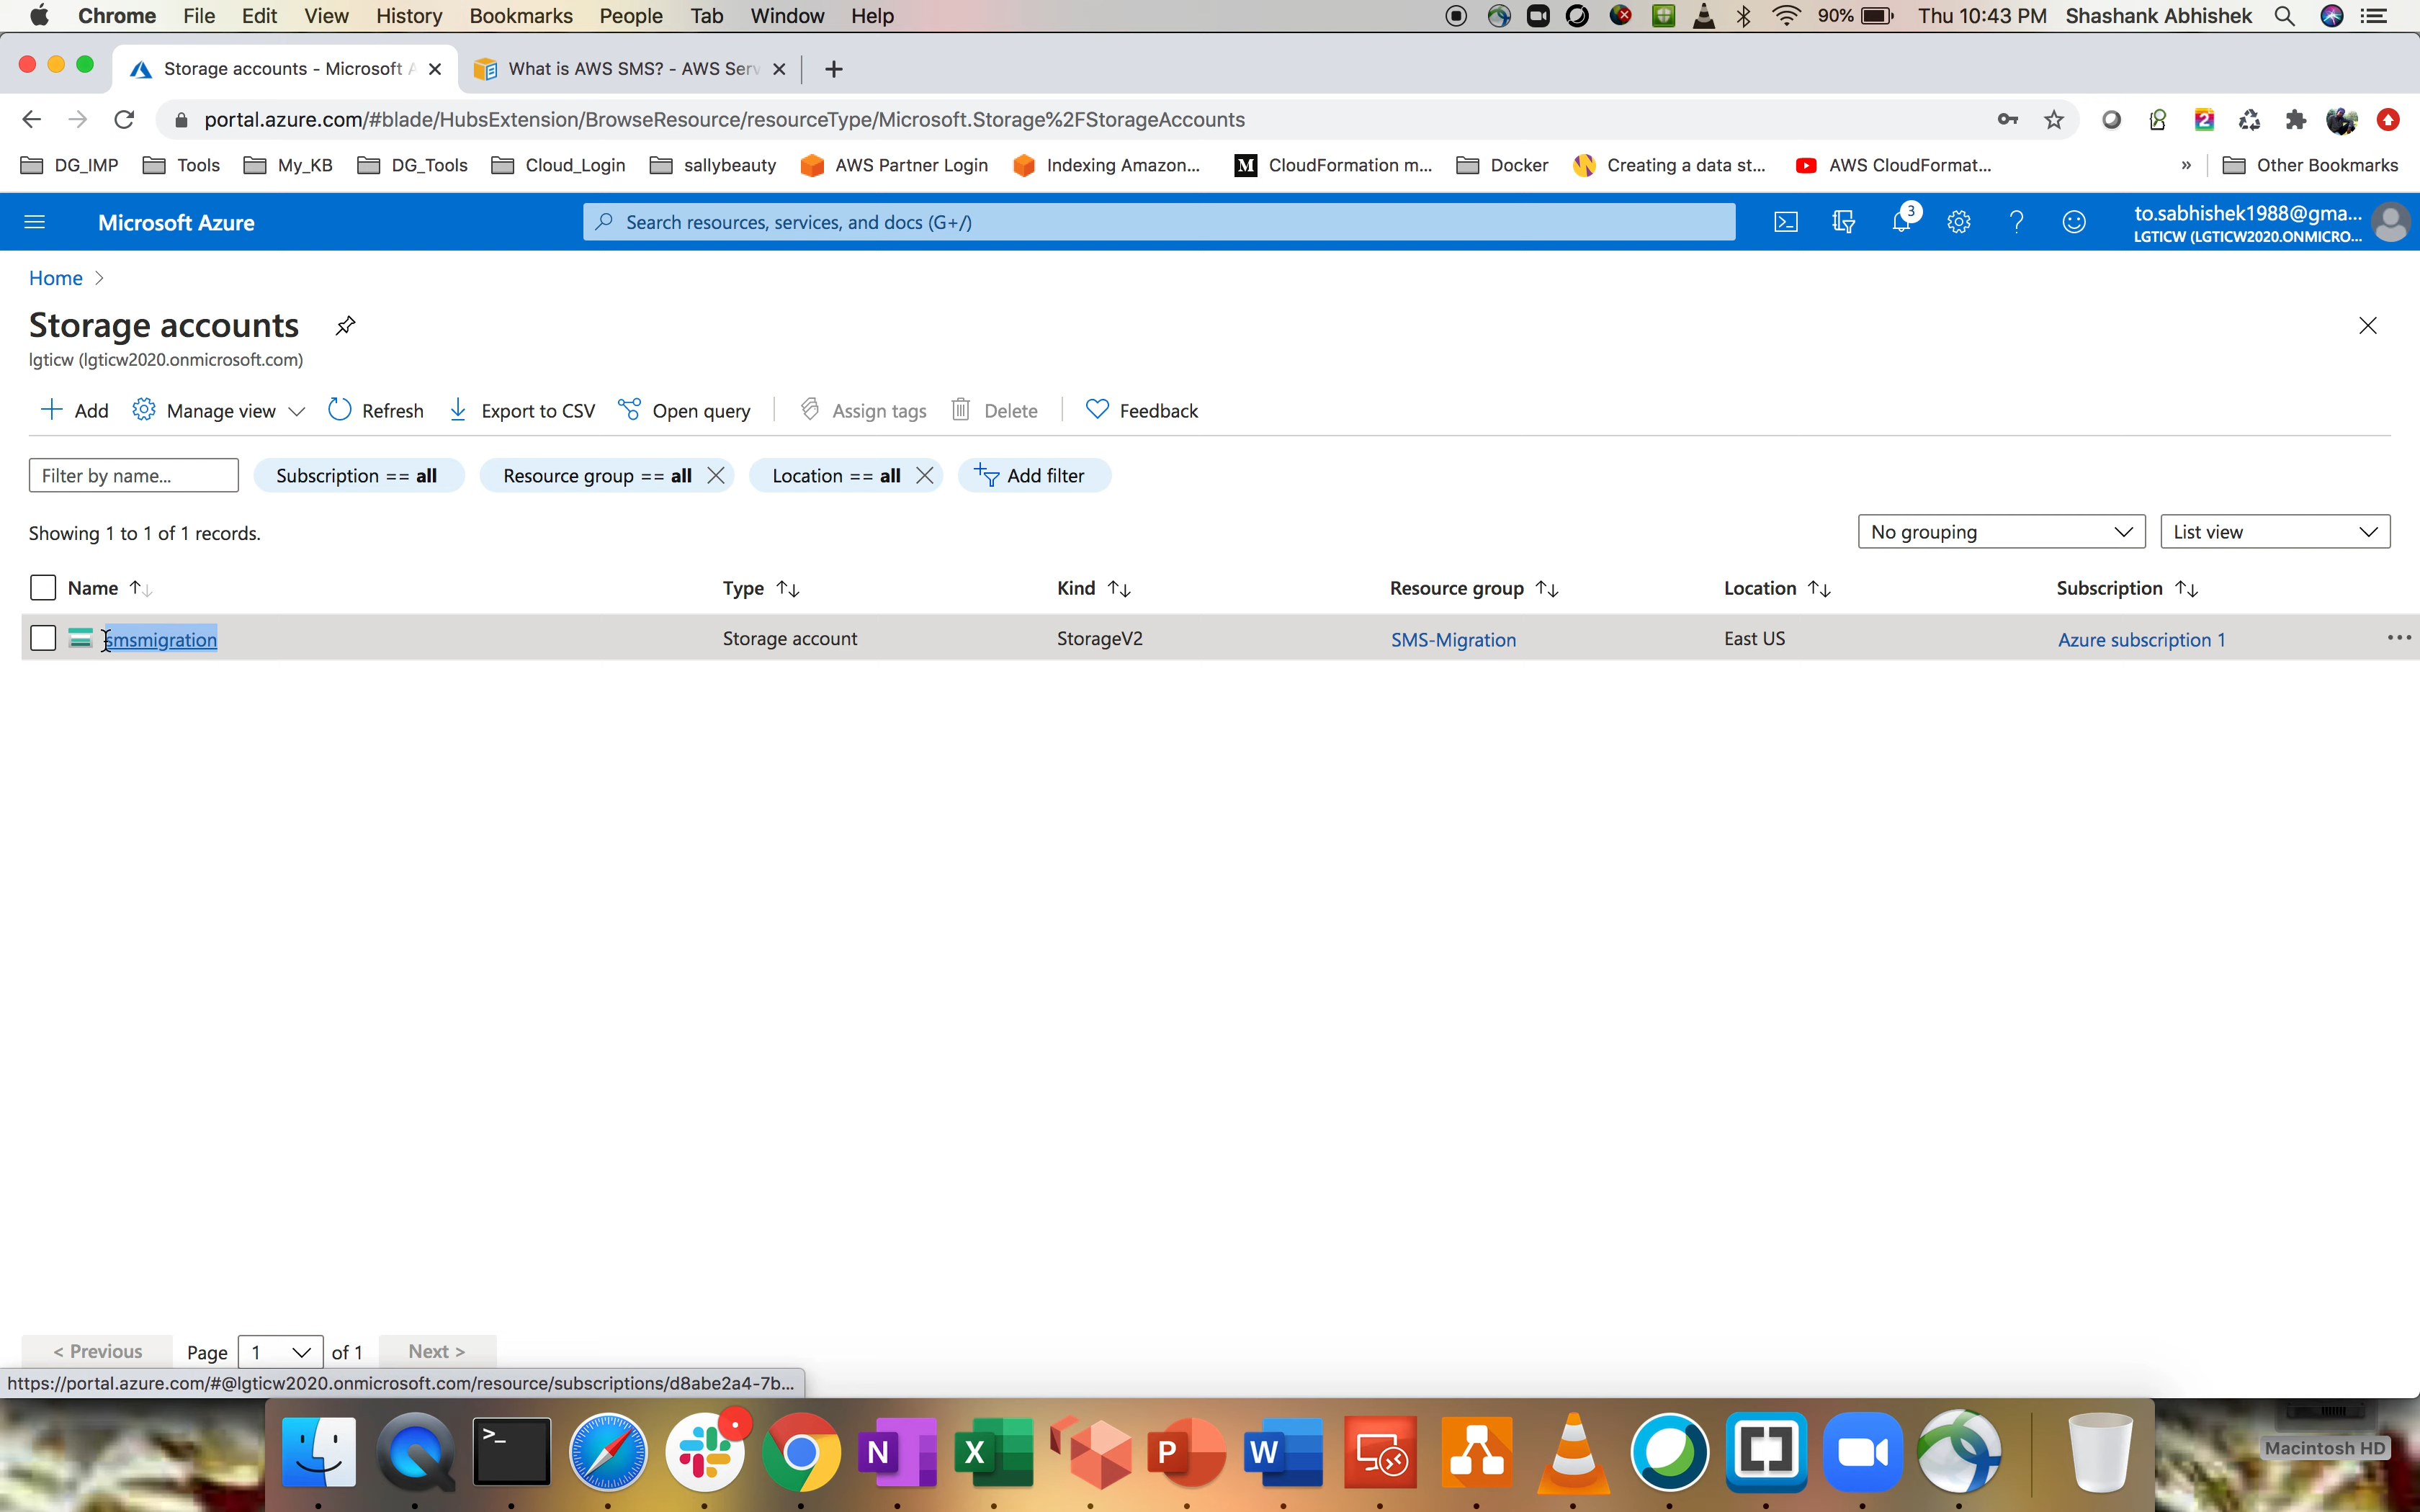 Chrome File Edit View History Bookmarks People Tab Window Help 90% Thu 10:43 PM Shashank Abhishek
Storage accounts - Microsoft A What is AWS SMS? - AWS Serv
portal.azure.com/#blade/HubsExtension/BrowseResource/resourceType/Microsoft.Storage%2FStorageAccounts
DG_IMP Tools My_KB DG_Tools Cloud_Login sallybeauty AWS Partner Login Indexing Amazon... M CloudFormation m... Docker Creating a data st... AWS CloudFormat... » Other Bookmarks
Microsoft Azure Search resources, services, and docs (G+/) 3 to.sabhishek1988@gma...
LGTICW (LGTICW2020.ONMICRO...
Home >
Storage accounts
lgticw (lgticw2020.onmicrosoft.com)
Add Manage view Refresh Export to CSV Open query Assign tags Delete Feedback
Filter by name... Subscription == all Resource group == all Location == all Add filter
Showing 1 to 1 of 1 records. No grouping List view
Name Type Kind Resource group Location Subscription
smsmigration Storage account StorageV2 SMS-Migration East US Azure subscription 1
< Previous Page 1 of 1 Next >
https://portal.azure.com/#@lgticw2020.onmicrosoft.com/resource/subscriptions/d8abe2a4-7b...
Macintosh HD